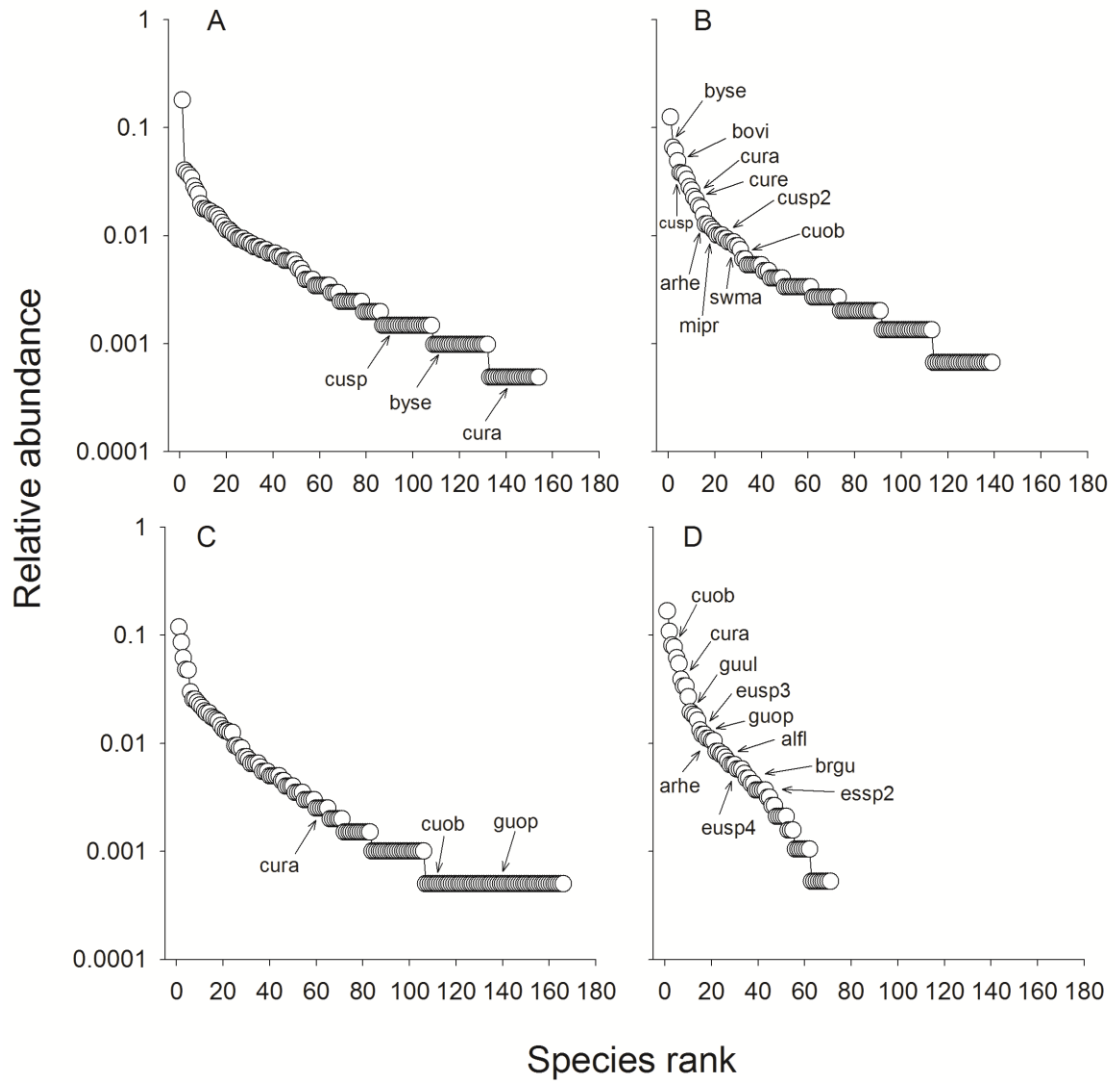 A
B
1
0.1
0.01
0.001
0.0001
cusp
byse
cura
0 20 40 60 80 100 120 140 160 180
byse
bovi
cura
cure
cusp2
cuob
cusp
arhe
mipr
swma
0 20 40 60 80 100 120 140 160 180
C
D
1
0.1
0.01
0.001
0.0001
cura
cuob
guop
0 20 40 60 80 100 120 140 160 180
cuob
cura
guul
eusp3
guop
alfl
brgu
essp2
arhe
eusp4
0 20 40 60 80 100 120 140 160 180
Relative abundance
Species rank